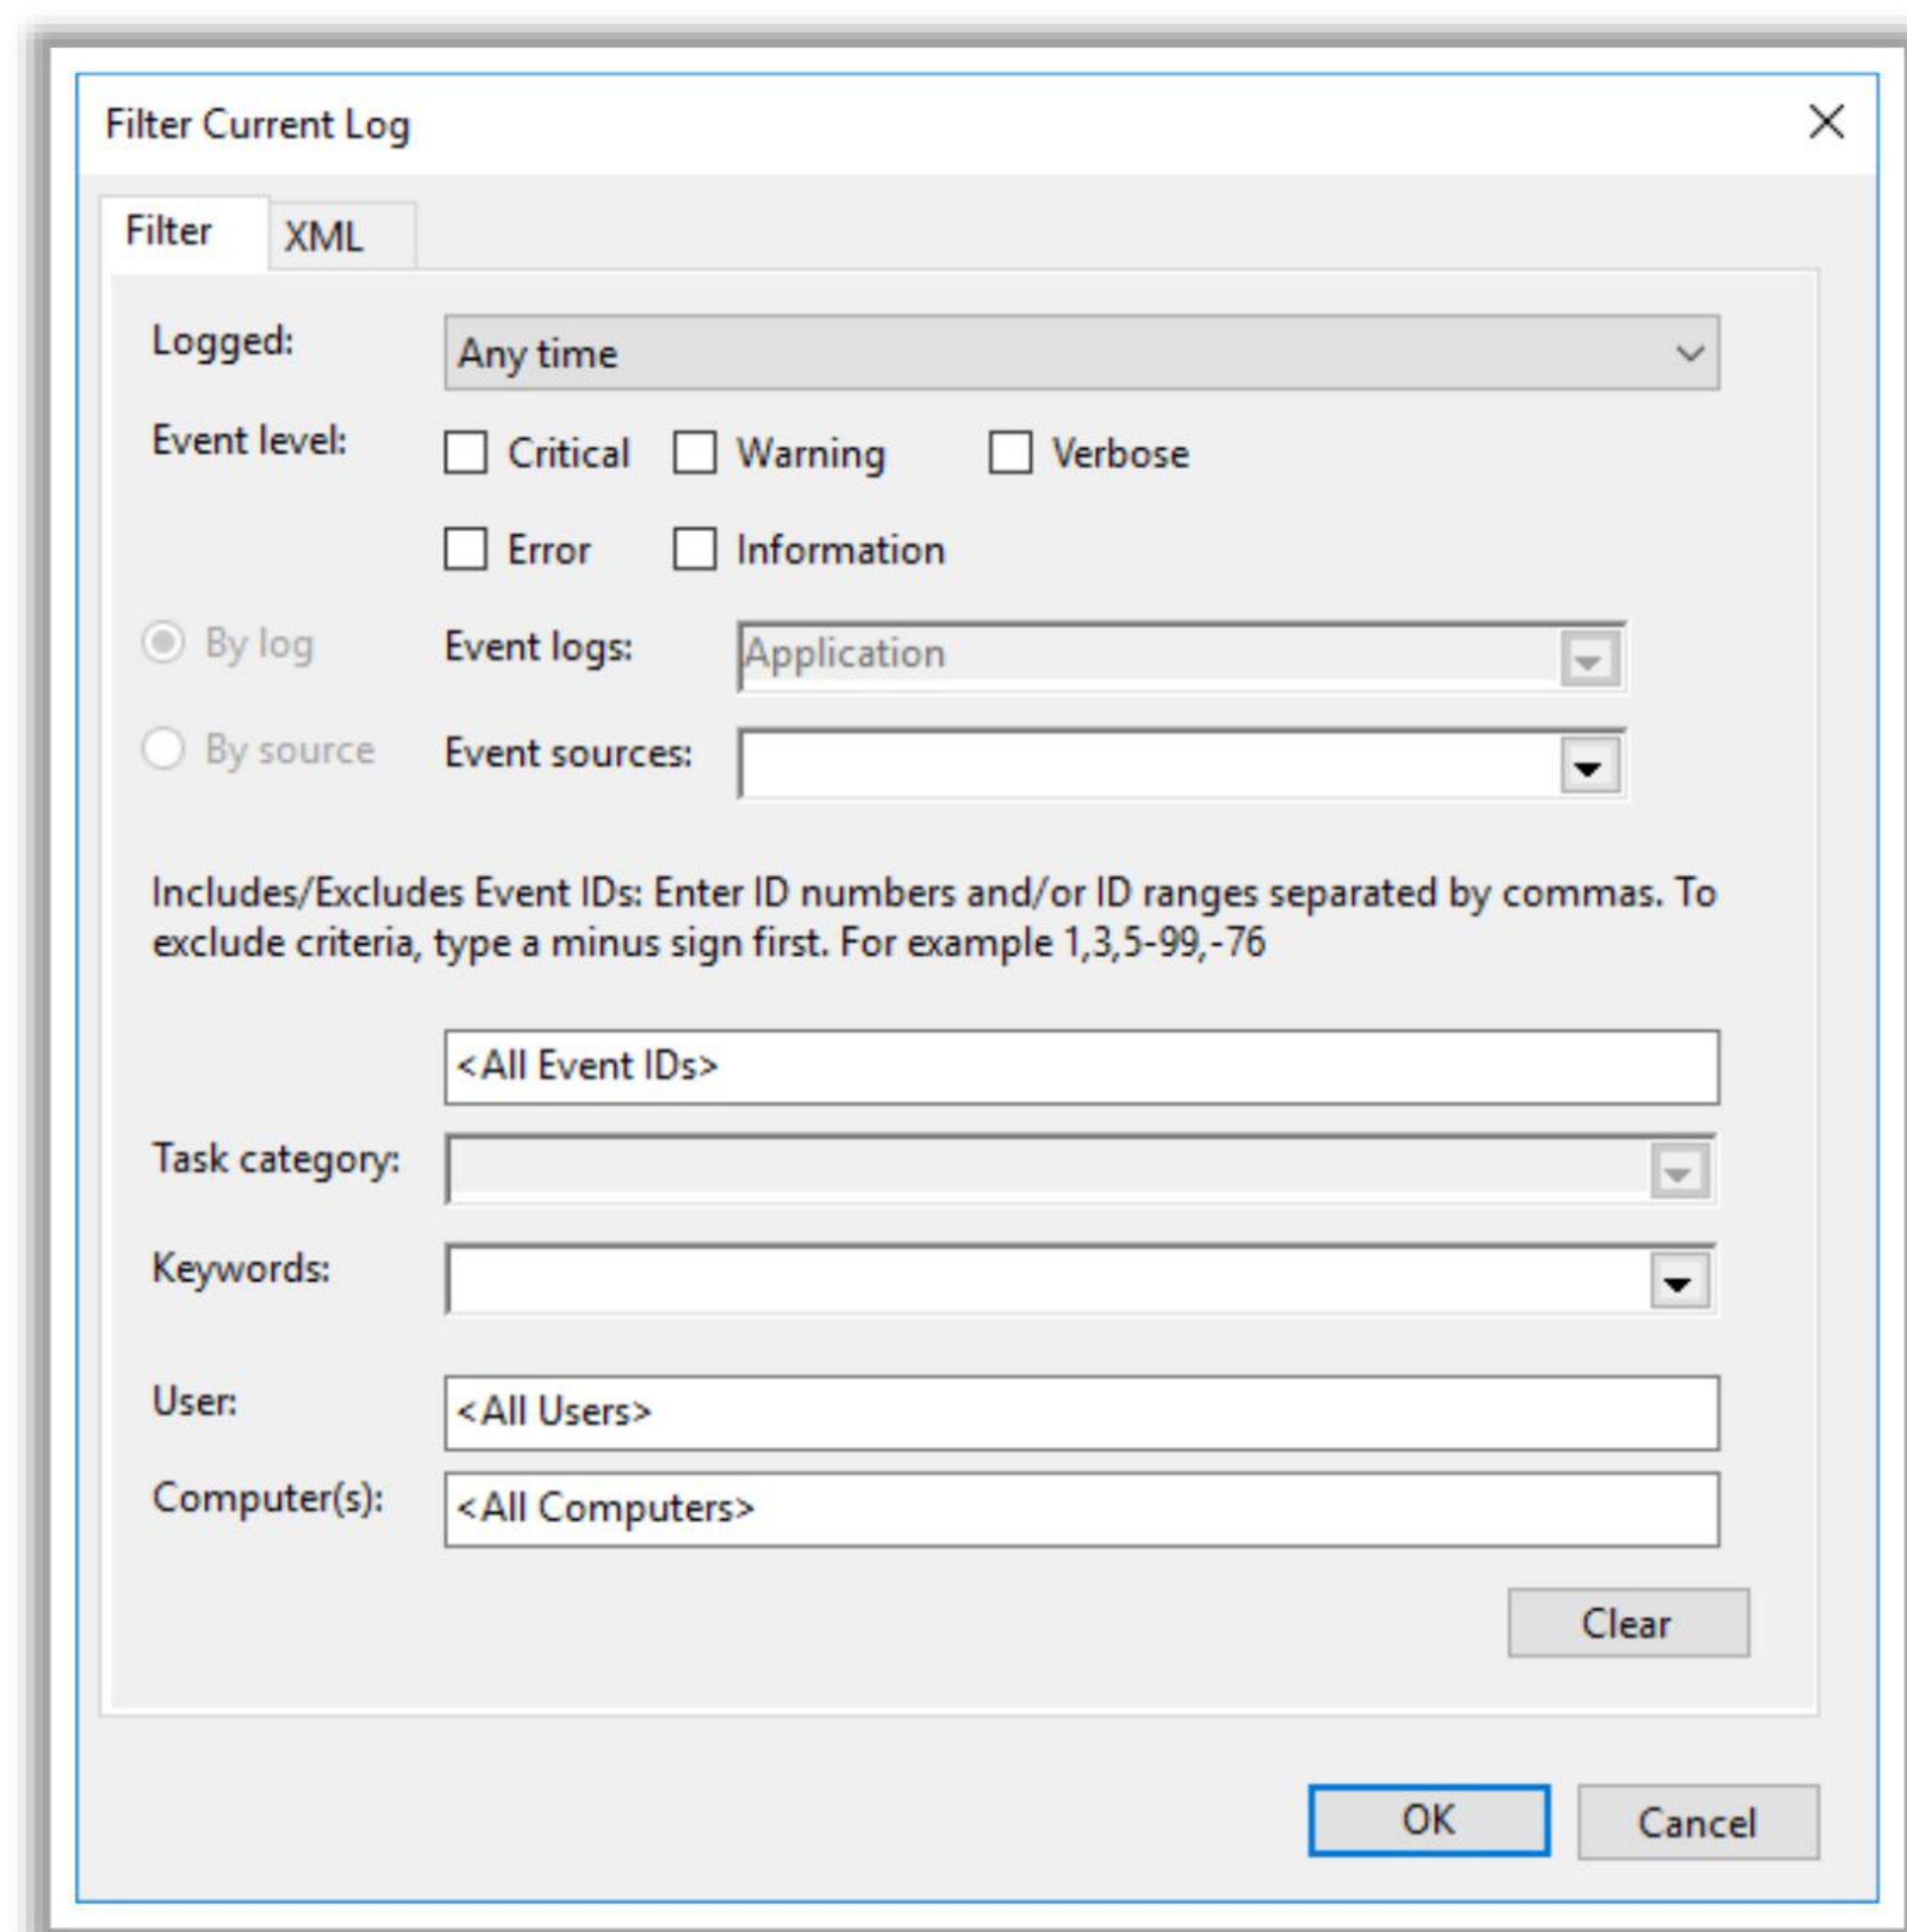 Filter Current Log
Filter XML
Logged: Any time
Event level: Critical Warning Verbose
Error Information
By log Event logs: Application
By source Event sources:
Includes/Excludes Event IDs: Enter ID numbers and/or ID ranges separated by commas. To
exclude criteria, type a minus sign first. For example 1,3,5-99,-76
<All Event IDs>
Task category:
Keywords:
User: <All Users>
Computer(s): <All Computers>
Clear
OK Cancel